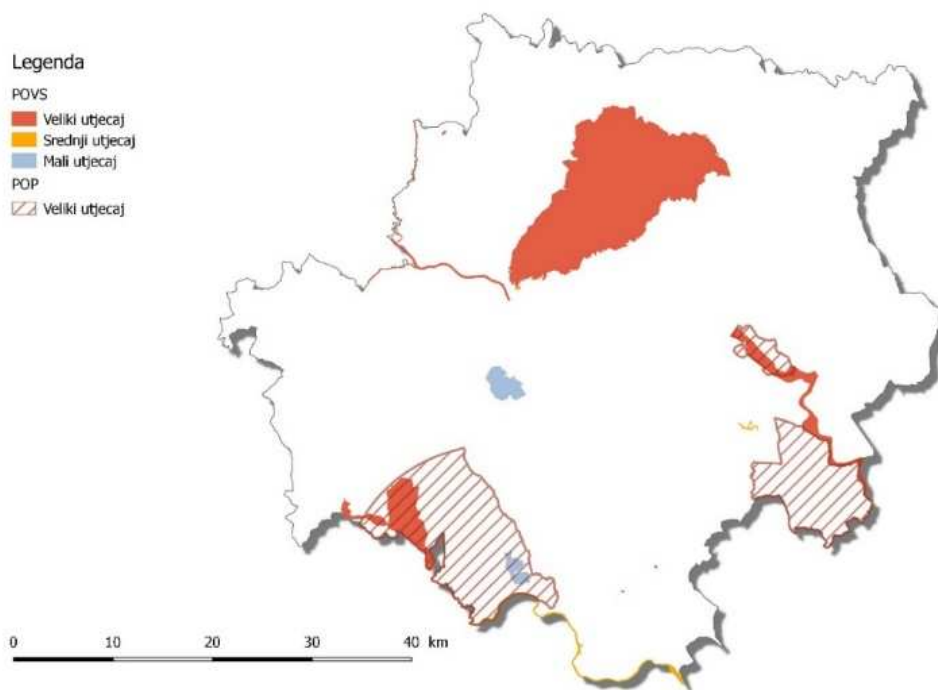 Legenda
POVS
Veliki utjecaj
Srednji utjecaj
Mali utjecaj
POP
Veliki utjecaj
0 10 20 30 40 km